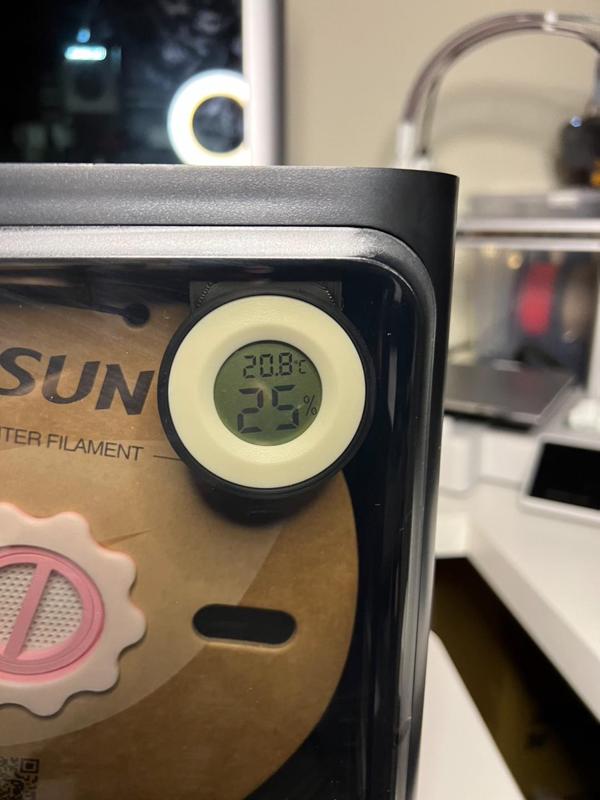 20.8°C
25%
SUN
TER FILAMENT